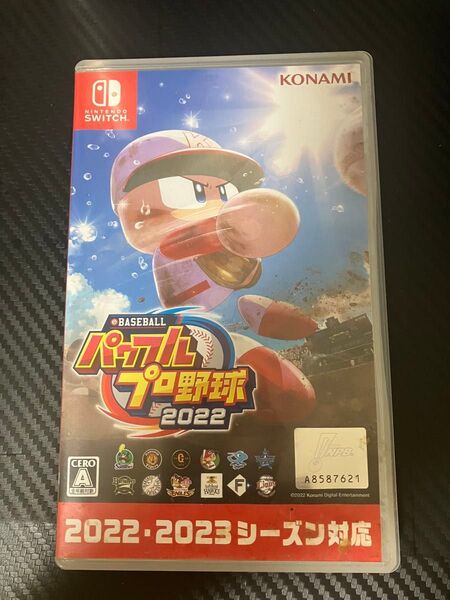 NINTENDO
SWITCH
KONAMI
BASEBALL
パワフル
プロ野球
2022
CERO
A
NPB
A8587621
©2022 Konami Digital Entertainment
2022・2023シーズン対応